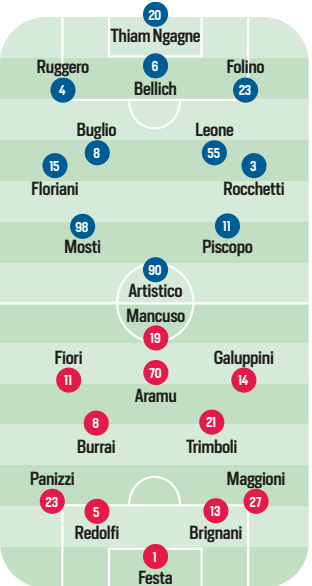 20
Thiam Ngagne
Ruggero 6 Folino
4 Bellich 23
Buglio Leone
8 55
15 3
Floriani Rocchetti
98 11
Mosti Piscopo
90
Artistico
Mancuso
19
Fiori Galuppini
11 70 14
Aramu
8 21
Burrai Trimboli
Panizzi Maggioni
23 27
5 13
Redolfi Brignani
1
Festa